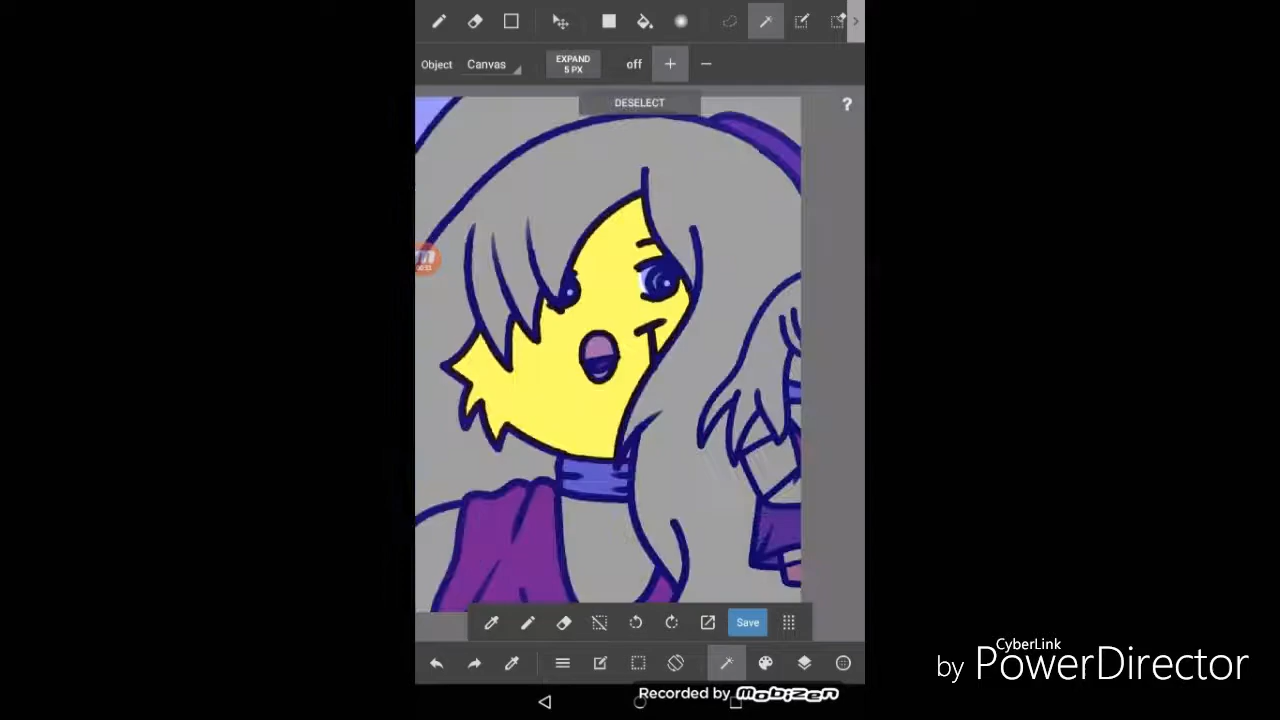 Object Canvas EXPAND 5 PX off
DESELECT
?
Save
CyberLink
by PowerDirector
Recorded by mobizen